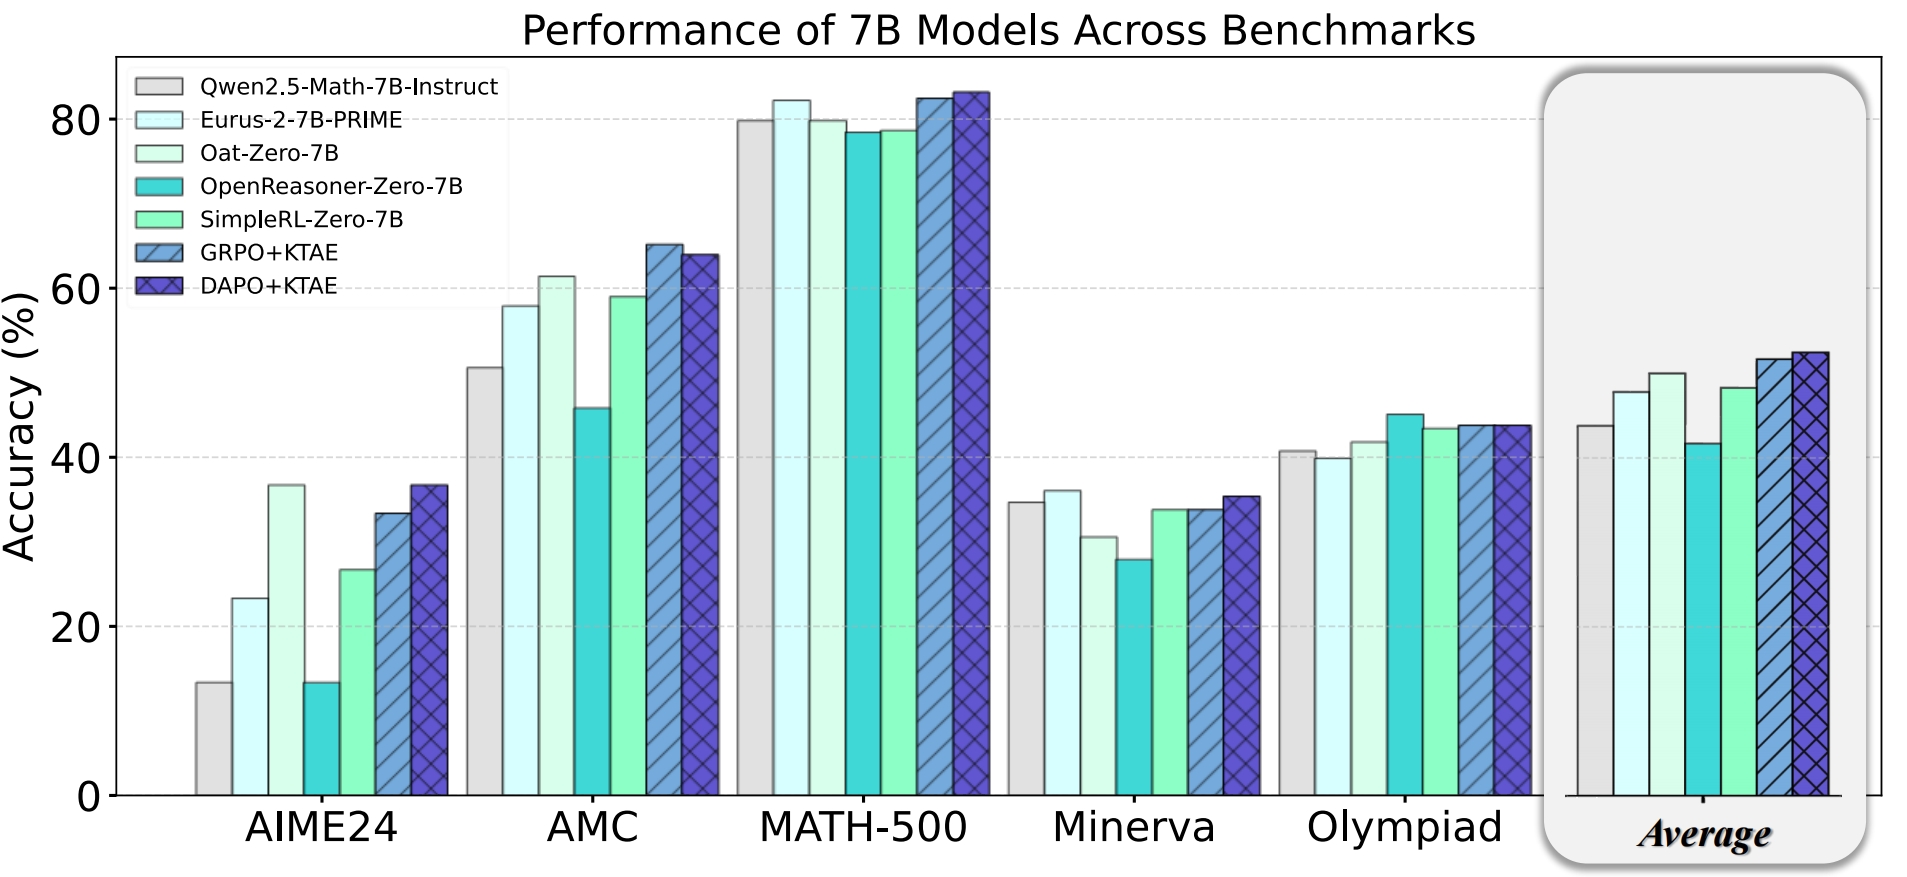 Performance of 7B Models Across Benchmarks
Qwen2.5-Math-7B-Instruct
Eurus-2-7B-PRIME
Oat-Zero-7B
OpenReasoner-Zero-7B
SimpleRL-Zero-7B
GRPO+KTAE
DAPO+KTAE
Accuracy (%)
80
60
40
20
0
AIME24
AMC
MATH-500
Minerva
Olympiad
Average